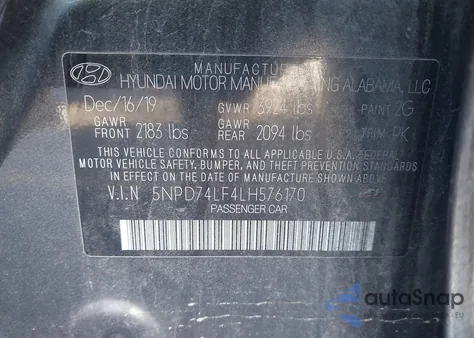 MANUFACTURED
HYUNDAI MOTOR MANUFACTURING ALABAMA, LLC
Dec/16/19 GVWR 3924 lbs PAINT: 2G
GAWR FRONT 2183 lbs GAWR REAR 2094 lbs TRIM: PK
THIS VEHICLE CONFORMS TO ALL APPLICABLE U.S.A. FEDERAL
MOTOR VEHICLE SAFETY, BUMPER, AND THEFT PREVENTION STANDARDS
IN EFFECT ON THE DATE OF MANUFACTURE SHOWN ABOVE.
V.I.N 5NPD74LF4LH576170
PASSENGER CAR
autoSnap